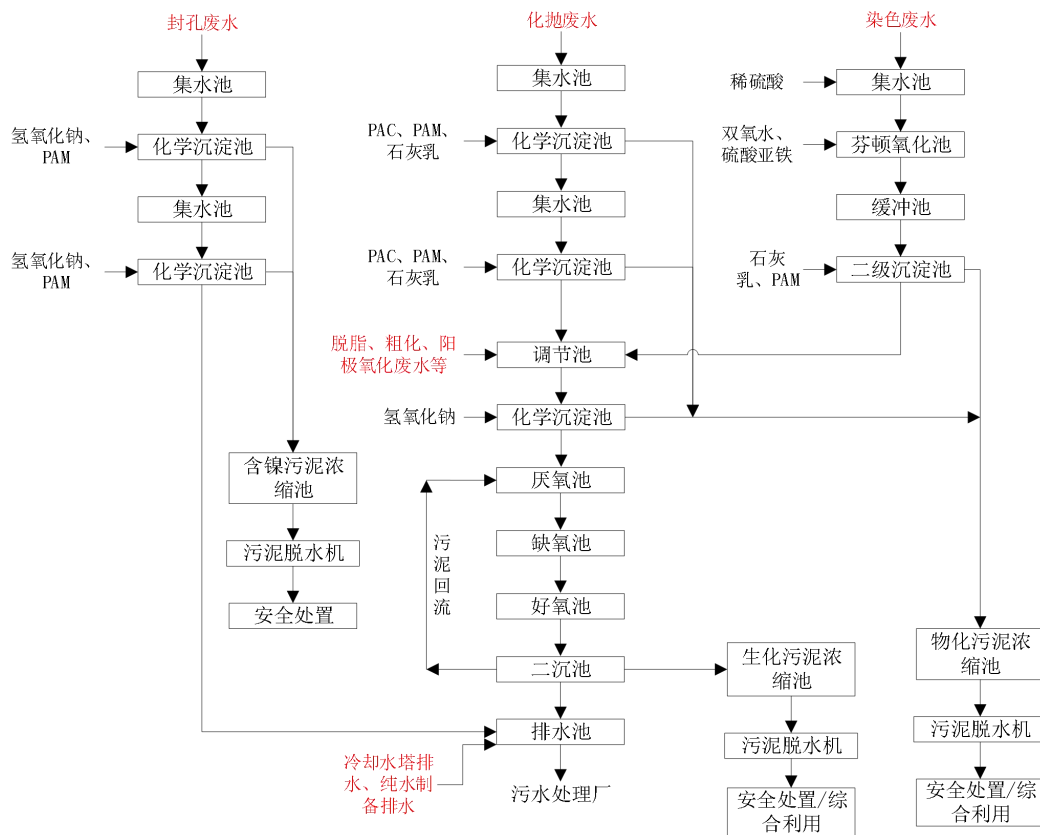 封孔废水
化抛废水
染色废水
集水池
集水池
稀硫酸
集水池
氢氧化钠、
PAM
化学沉淀池
PAC、PAM、
石灰乳
化学沉淀池
双氧水、
硫酸亚铁
芬顿氧化池
集水池
集水池
缓冲池
氢氧化钠、
PAM
化学沉淀池
PAC、PAM、
石灰乳
化学沉淀池
石灰
乳、PAM
二级沉淀池
脱脂、粗化、阳
极氧化废水等
调节池
氢氧化钠
化学沉淀池
含镍污泥浓
缩池
厌氧池
污泥脱水机
缺氧池
污
泥
回
流
安全处置
好氧池
二沉池
生化污泥浓
缩池
物化污泥浓
缩池
排水池
污泥脱水机
污泥脱水机
冷却水塔排
水、纯水制
备排水
污水处理厂
安全处置/综
合利用
安全处置/综
合利用